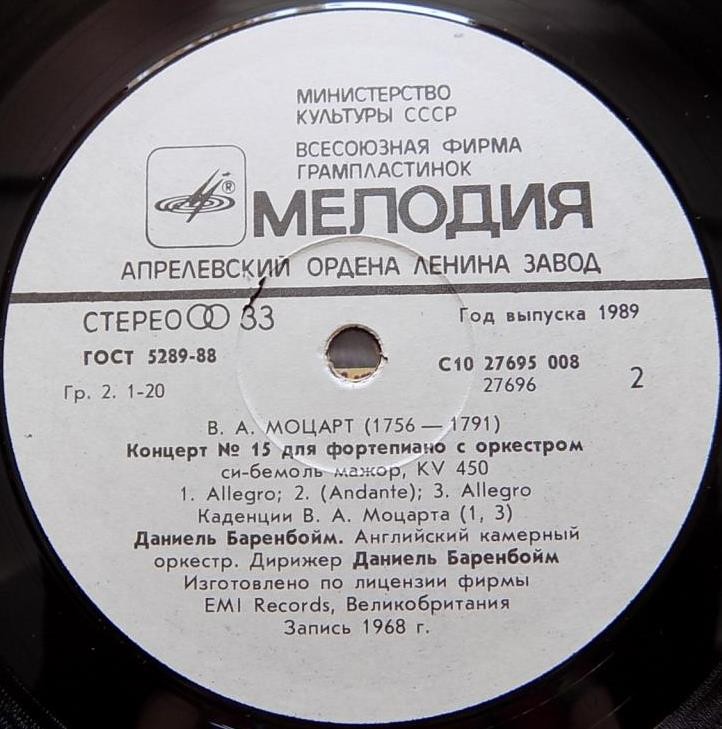 МИНИСТЕРСТВО
КУЛЬТУРЫ СССР
ВСЕСОЮЗНАЯ ФИРМА
ГРАМПЛАСТИНОК
®
МЕЛОДИЯ
АПРЕЛЕВСКИЙ ОРДЕНА ЛЕНИНА ЗАВОД
СТЕРЕО 33
Год выпуска 1989
ГОСТ 5289-88
С10 27695 008
Гр. 2. 1-20
27696
2
В. А. МОЦАРТ (1756 — 1791)
Концерт № 15 для фортепиано с оркестром
си-бемоль мажор, KV 450
1. Allegro; 2. (Andante); 3. Allegro
Каденции В. А. Моцарта (1, 3)
Даниель Баренбойм. Английский камерный
оркестр. Дирижер Даниель Баренбойм
Изготовлено по лицензии фирмы
EMI Records, Великобритания
Запись 1968 г.